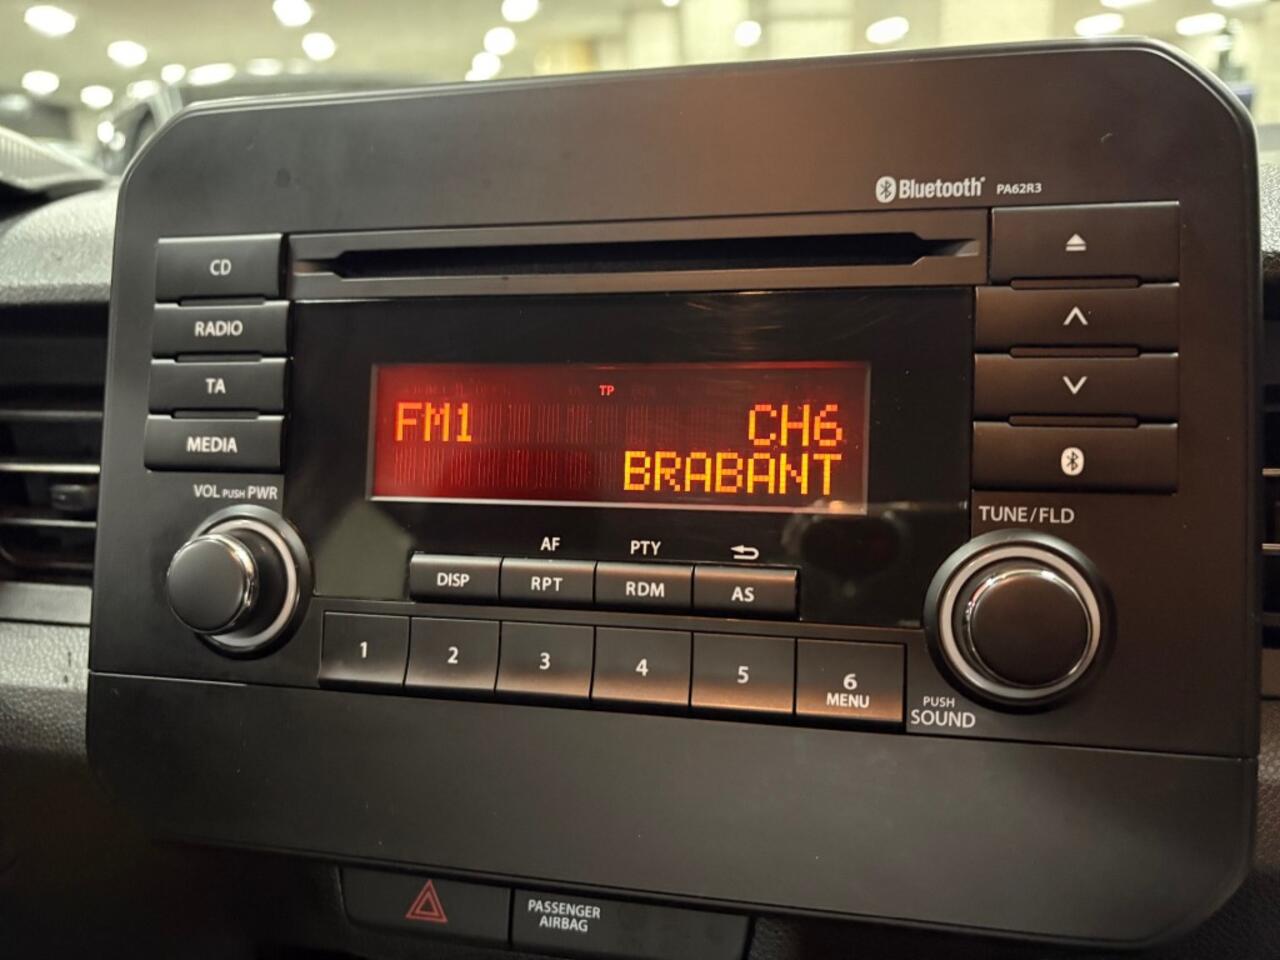 Bluetooth PA62R3
CD
RADIO
TA
MEDIA
TP
FM1 CH6
BRABANT
VOL PUSH PWR
TUNE/FLD
AF PTY
DISP RPT RDM AS
1 2 3 4 5 6
MENU
PUSH
SOUND
PASSENGER
AIRBAG